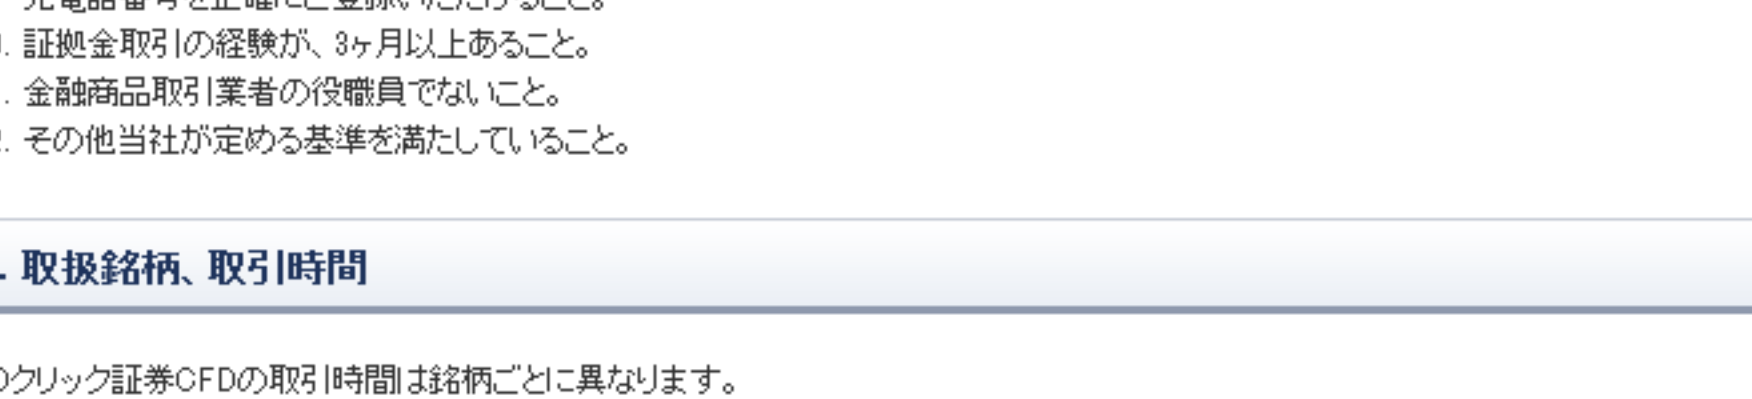 . 証拠金取引の経験が、3ヶ月以上あること。
. 金融商品取引業者の役職員でないこと。
. その他当社が定める基準を満たしていること。
. 取扱銘柄、取引時間
クリック証券CFDの取引時間は銘柄ごとに異なります。